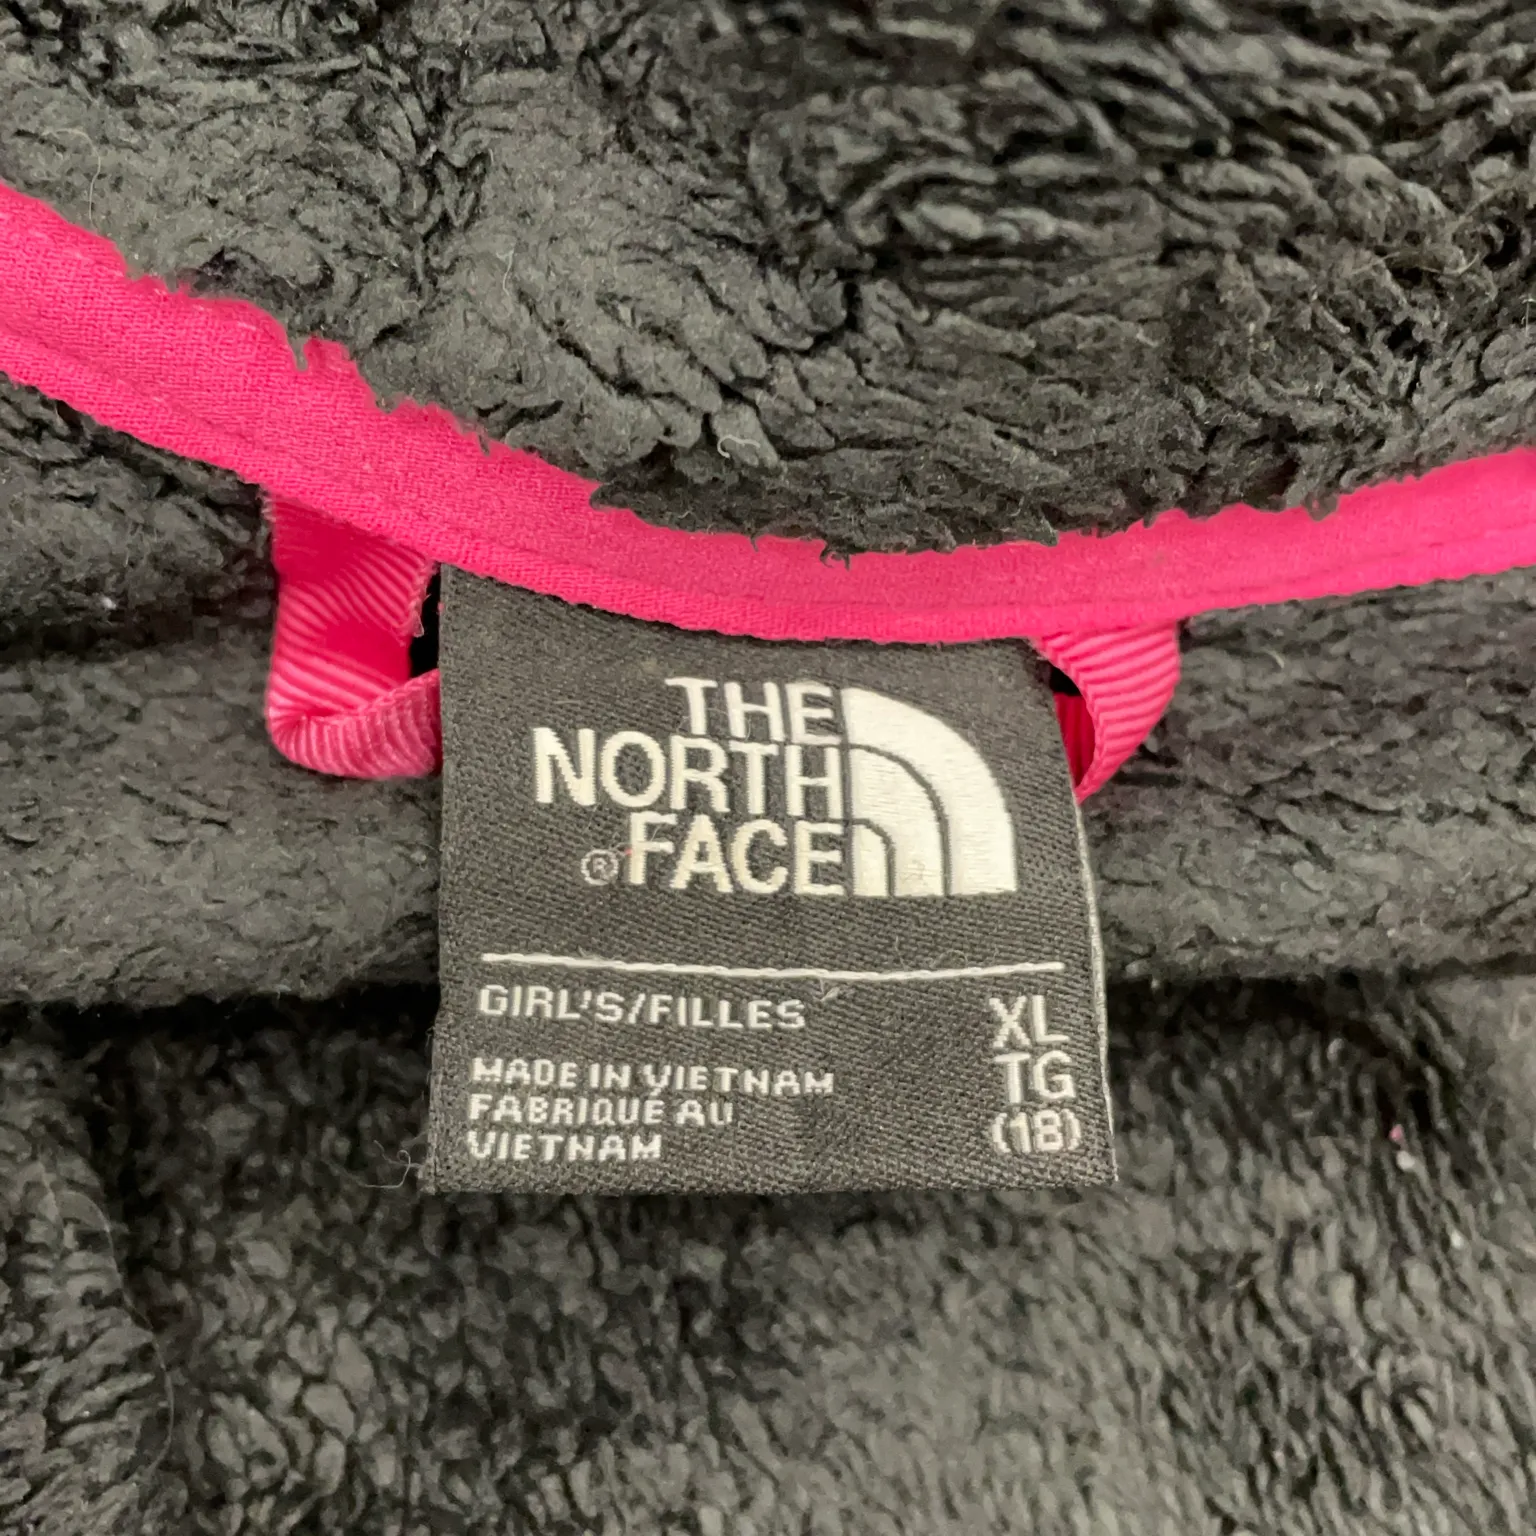 THE
NORTH
®FACE
GIRL'S/FILLES
XL
TG
(18)
MADE IN VIETNAM
FABRIQUÉ AU
VIETNAM